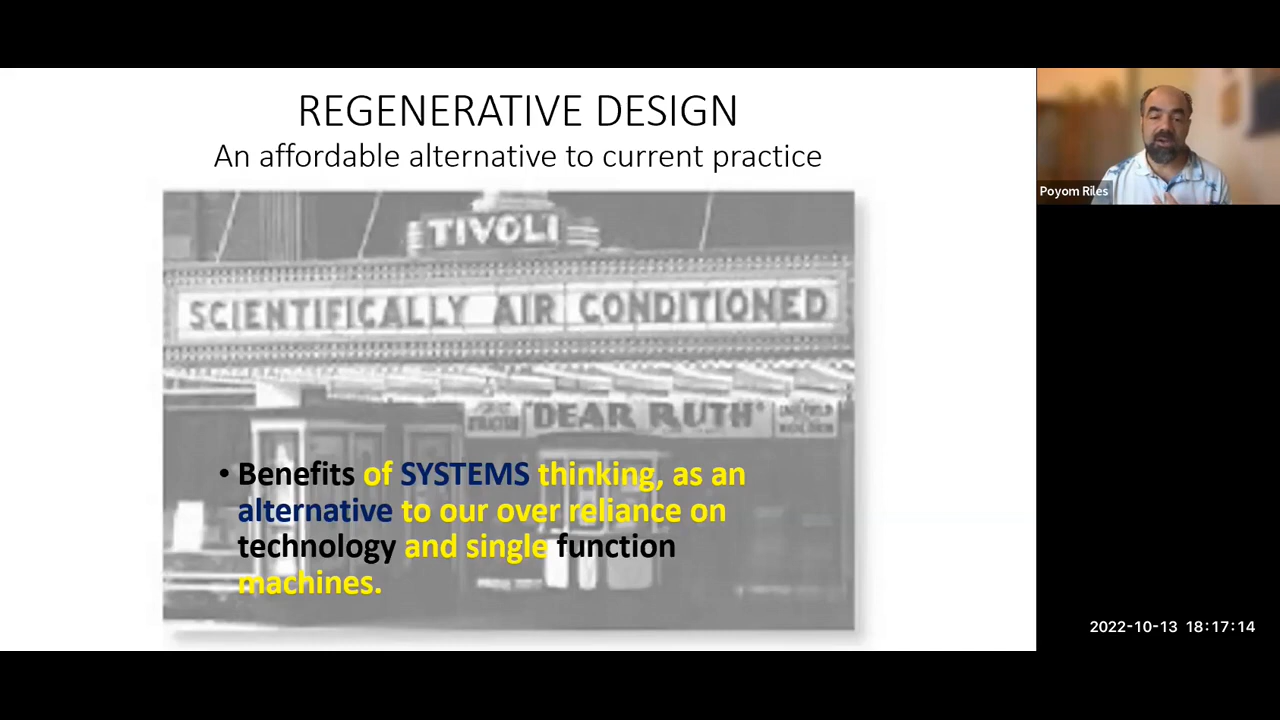 REGENERATIVE DESIGN
An affordable alternative to current practice
TIVOLI
SCIENTIFICALLY AIR CONDITIONED
"DEAR RUTH"
• Benefits of SYSTEMS thinking, as an
alternative to our over reliance on
technology and single function
machines.
Poyom Riles
2022-10-13 18:17:14